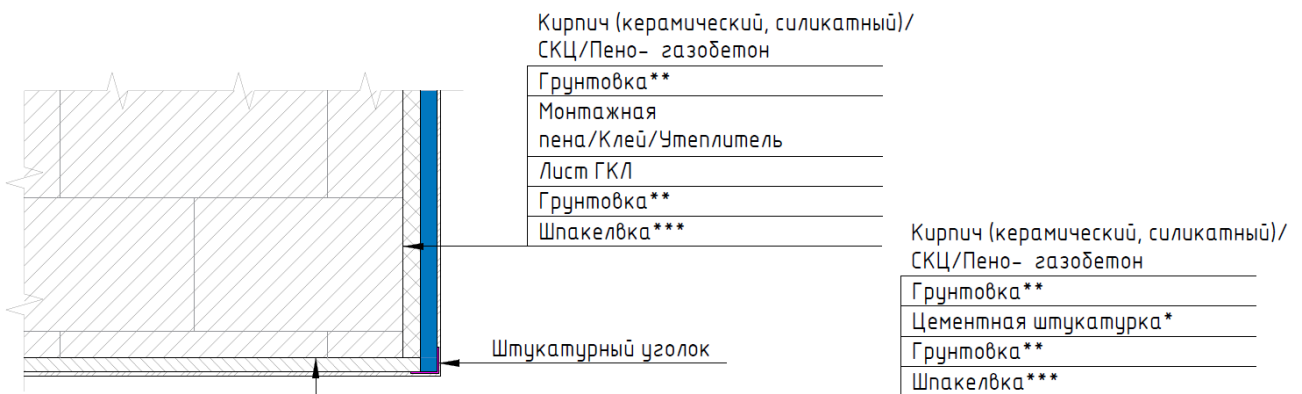 Кирпич (керамический, силикатный)/
СКЦ/Пено- газобетон
Грунтовка**
Монтажная
пена/Клей/Утеплитель
Лист ГКЛ
Грунтовка**
Шпакелвка***
Штукатурный уголок
Кирпич (керамический, силикатный)/
СКЦ/Пено- газобетон
Грунтовка**
Цементная штукатурка*
Грунтовка**
Шпакелвка***